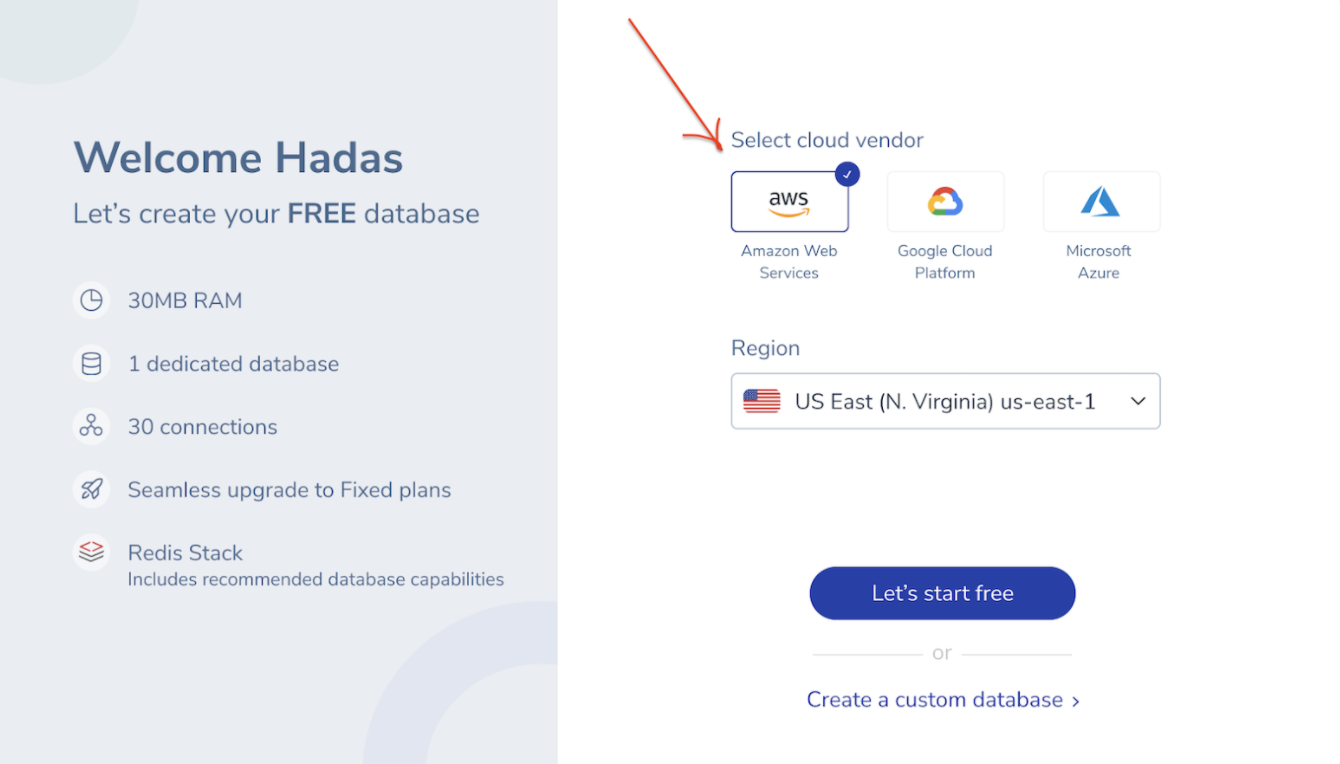 Welcome Hadas
Let's create your FREE database
30MB RAM
1 dedicated database
30 connections
Seamless upgrade to Fixed plans
Redis Stack
Includes recommended database capabilities
Select cloud vendor
aws
Amazon Web
Services
Google Cloud
Platform
Microsoft
Azure
Region
US East (N. Virginia) us-east-1
Let's start free
or
Create a custom database >